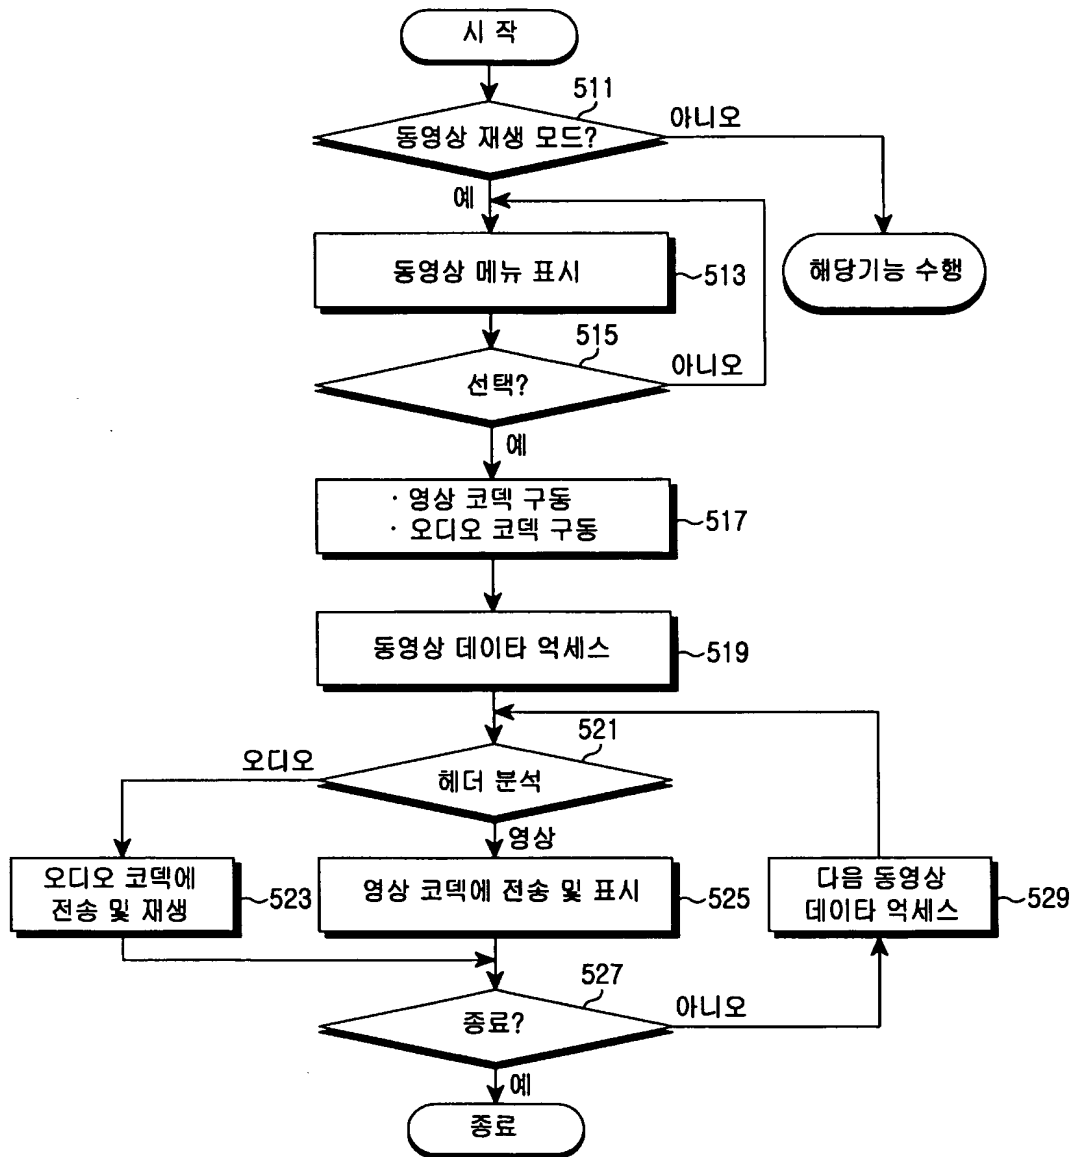 시 작
511
동영상 재생 모드?
아니오
예
동영상 메뉴 표시
513
해당기능 수행
515
선택?
아니오
예
· 영상 코덱 구동
· 오디오 코덱 구동
517
동영상 데이타 억세스
519
521
헤더 분석
오디오
영상
오디오 코덱에
전송 및 재생
523
영상 코덱에 전송 및 표시
525
다음 동영상
데이타 억세스
529
527
종료?
아니오
예
종료